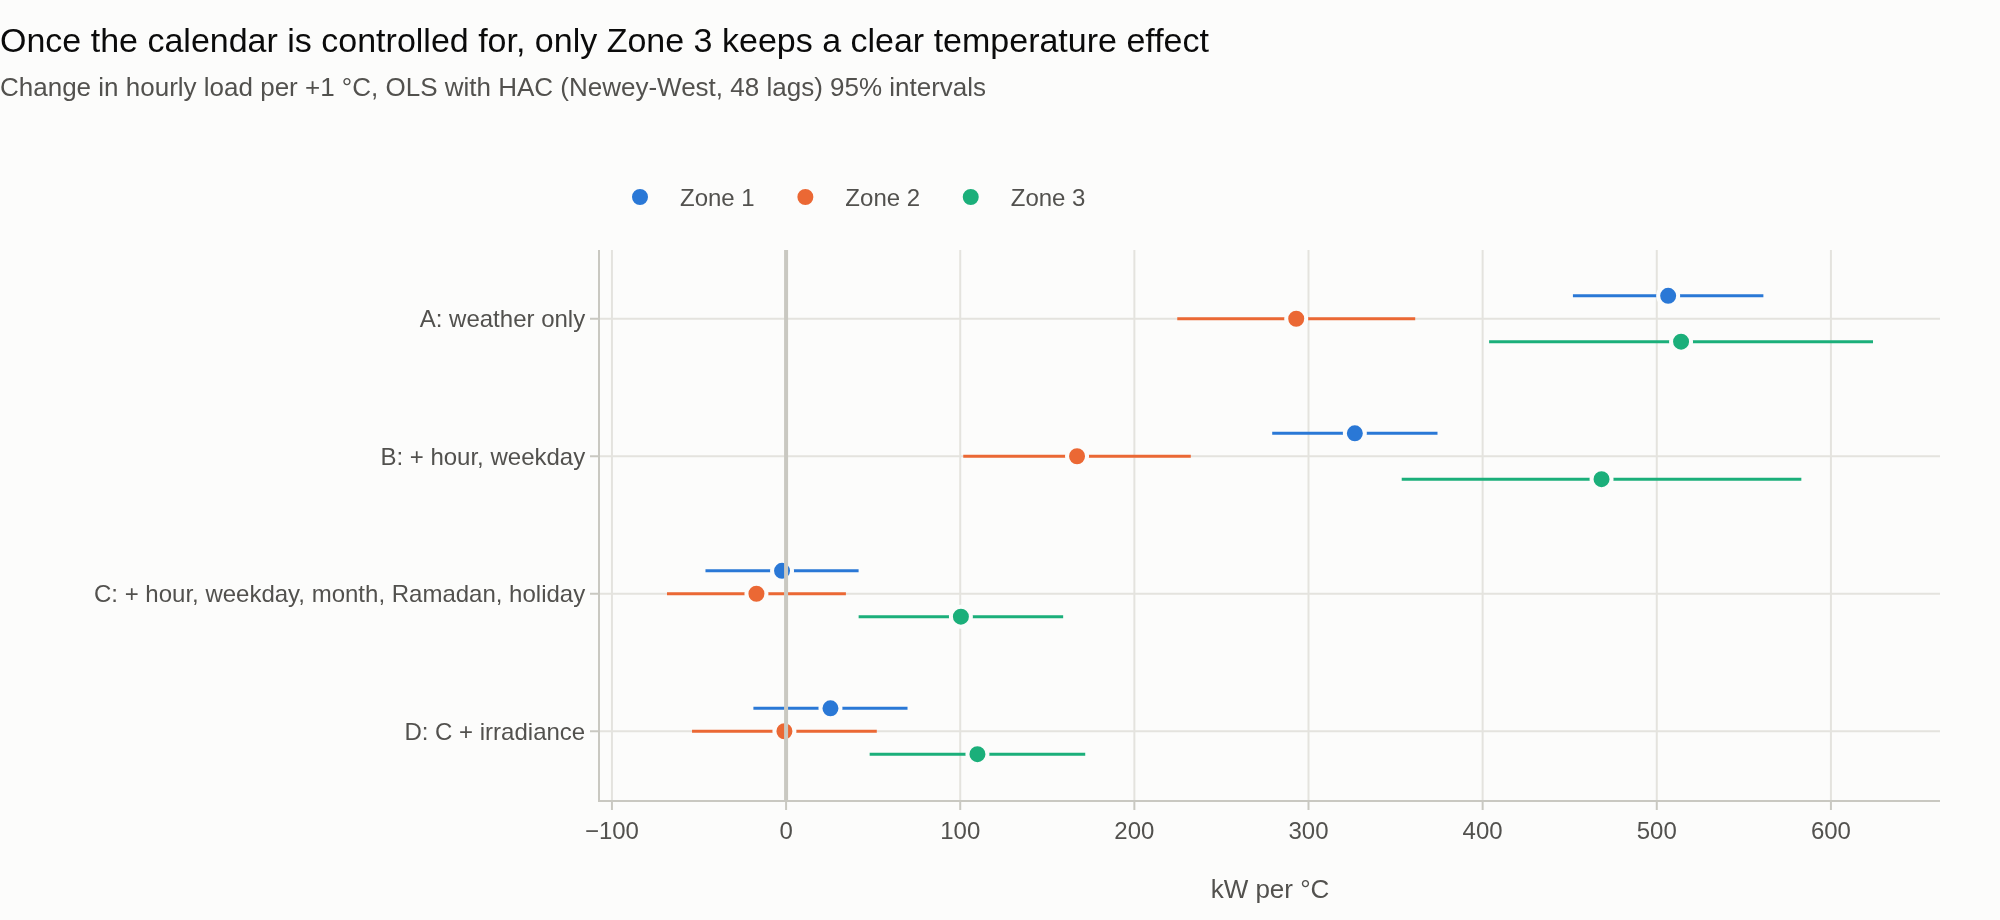 Once the calendar is controlled for, only Zone 3 keeps a clear temperature effect
Change in hourly load per +1 °C, OLS with HAC (Newey-West, 48 lags) 95% intervals
Zone 1 Zone 2 Zone 3
A: weather only
B: + hour, weekday
C: + hour, weekday, month, Ramadan, holiday
D: C + irradiance
−100 0 100 200 300 400 500 600
kW per °C